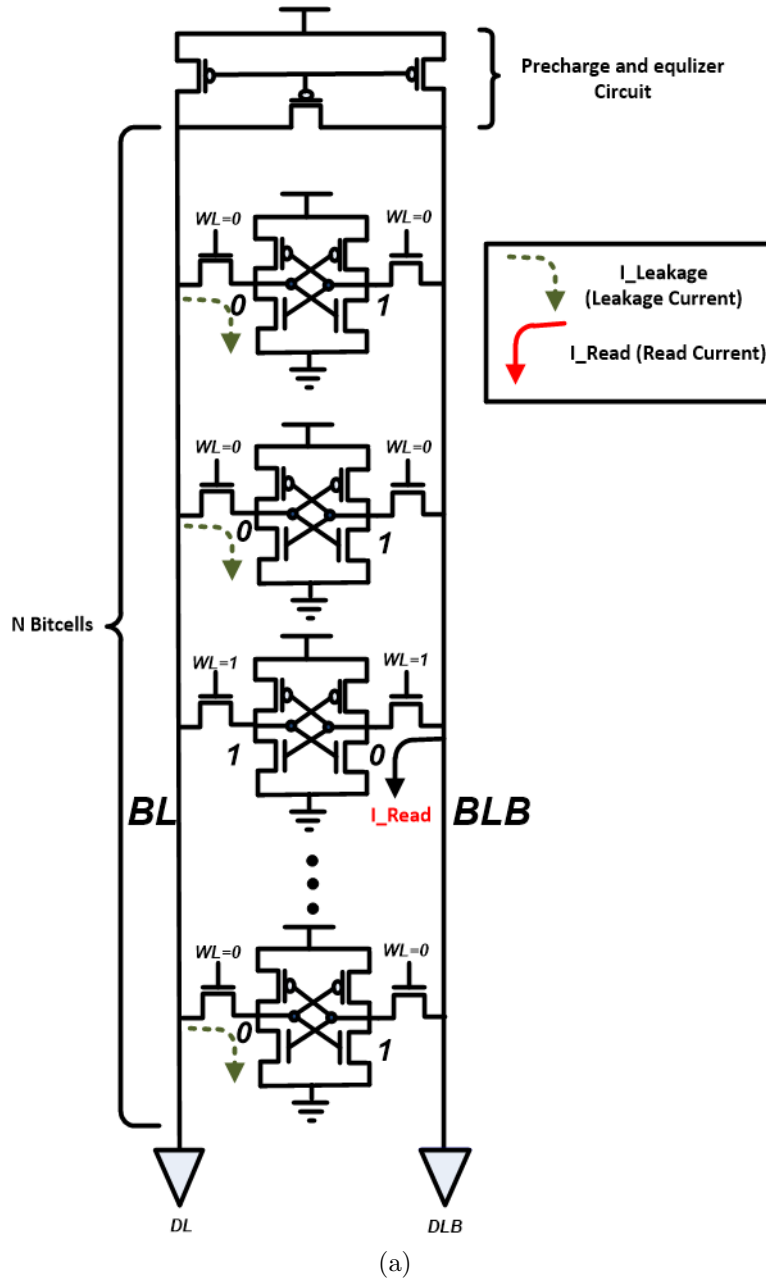 Precharge and equlizer
Circuit
WL=0
WL=0
0
1
I_Leakage
(Leakage Current)
I_Read (Read Current)
WL=0
WL=0
0
1
N Bitcells
WL=1
WL=1
1
0
BL
I_Read
BLB
WL=0
WL=0
0
1
DL
DLB
(a)